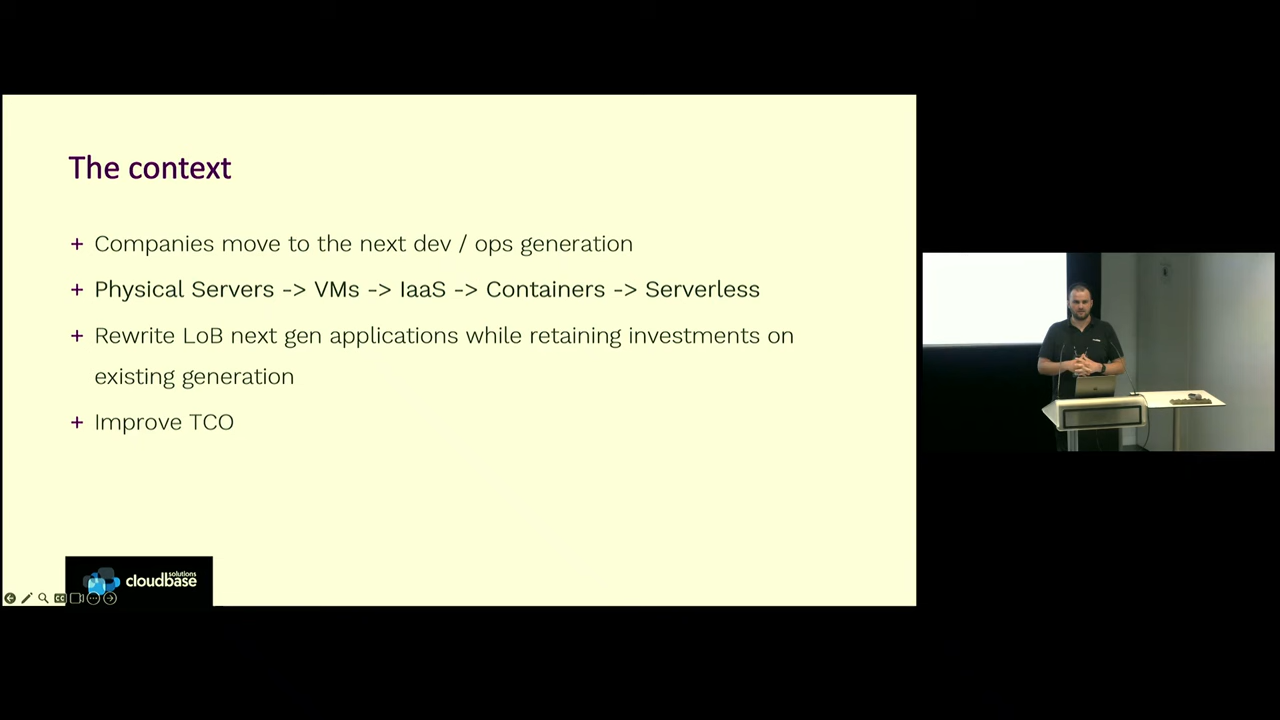 The context
+ Companies move to the next dev / ops generation
+ Physical Servers -> VMs -> IaaS -> Containers -> Serverless
+ Rewrite LoB next gen applications while retaining investments on
existing generation
+ Improve TCO
cloudbase
solutions